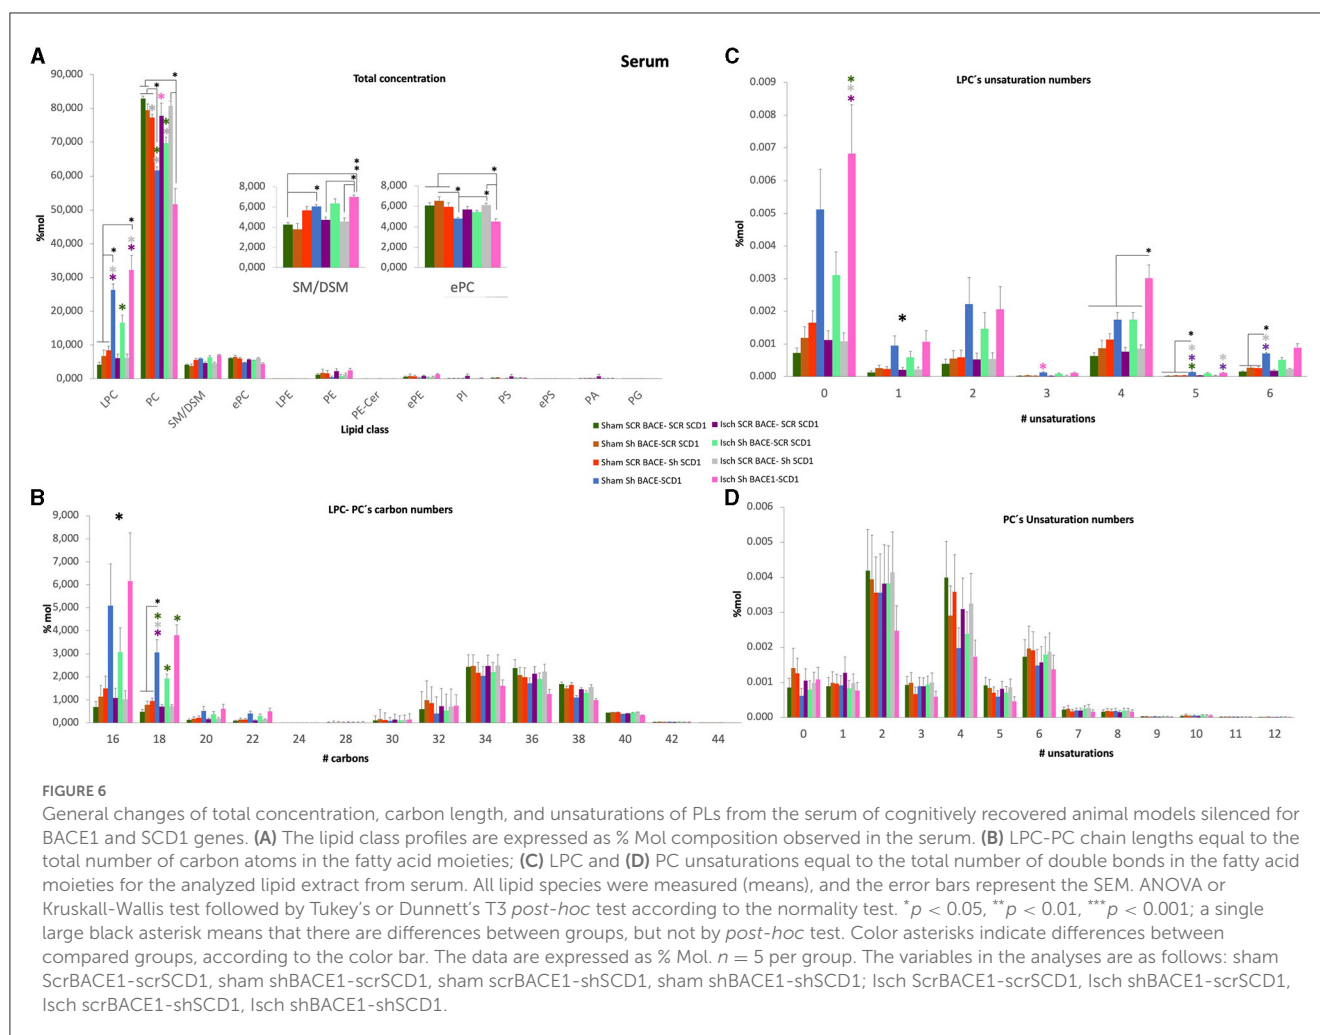 A
Serum
Total concentration
90,000
80,000
70,000
60,000
50,000
40,000
30,000
20,000
10,000
0,000
%mol
8,000
6,000
4,000
2,000
0,000
SM/DSM
8,000
6,000
4,000
2,000
0,000
ePC
LPC
PC
SM/DSM
ePC
LPE
PE
PE-Cer
ePE
PI
PS
ePS
PA
PG
Lipid class
C
LPC´s unsaturation numbers
0.009
0.008
0.007
0.006
0.005
0.004
0.003
0.002
0.001
0.000
%mol
0 1 2 3 4 5 6
# unsaturations
Sham SCR BACE- SCR SCD1
Isch SCR BACE- SCR SCD1
Sham Sh BACE-SCR SCD1
Isch Sh BACE-SCR SCD1
Sham SCR BACE- Sh SCD1
Isch SCR BACE- Sh SCD1
Sham Sh BACE-SCD1
Isch Sh BACE1-SCD1
B
LPC- PC´s carbon numbers
9,000
8,000
7,000
6,000
5,000
4,000
3,000
2,000
1,000
0,000
% mol
16 18 20 22 24 28 30 32 34 36 38 40 42 44
# carbons
D
PC´s Unsaturation numbers
0.006
0.005
0.004
0.003
0.002
0.001
0.000
%mol
0 1 2 3 4 5 6 7 8 9 10 11 12
# unsaturations
FIGURE 6
General changes of total concentration, carbon length, and unsaturations of PLs from the serum of cognitively recovered animal models silenced for
BACE1 and SCD1 genes. (A) The lipid class profiles are expressed as % Mol composition observed in the serum. (B) LPC-PC chain lengths equal to the
total number of carbon atoms in the fatty acid moieties; (C) LPC and (D) PC unsaturations equal to the total number of double bonds in the fatty acid
moieties for the analyzed lipid extract from serum. All lipid species were measured (means), and the error bars represent the SEM. ANOVA or
Kruskall-Wallis test followed by Tukey's or Dunnett's T3 post-hoc test according to the normality test. *p < 0.05, **p < 0.01, ***p < 0.001; a single
large black asterisk means that there are differences between groups, but not by post-hoc test. Color asterisks indicate differences between
compared groups, according to the color bar. The data are expressed as % Mol. n = 5 per group. The variables in the analyses are as follows: sham
ScrBACE1-scrSCD1, sham shBACE1-scrSCD1, sham scrBACE1-shSCD1, sham shBACE1-shSCD1; Isch ScrBACE1-scrSCD1, Isch shBACE1-scrSCD1,
Isch scrBACE1-shSCD1, Isch shBACE1-shSCD1.